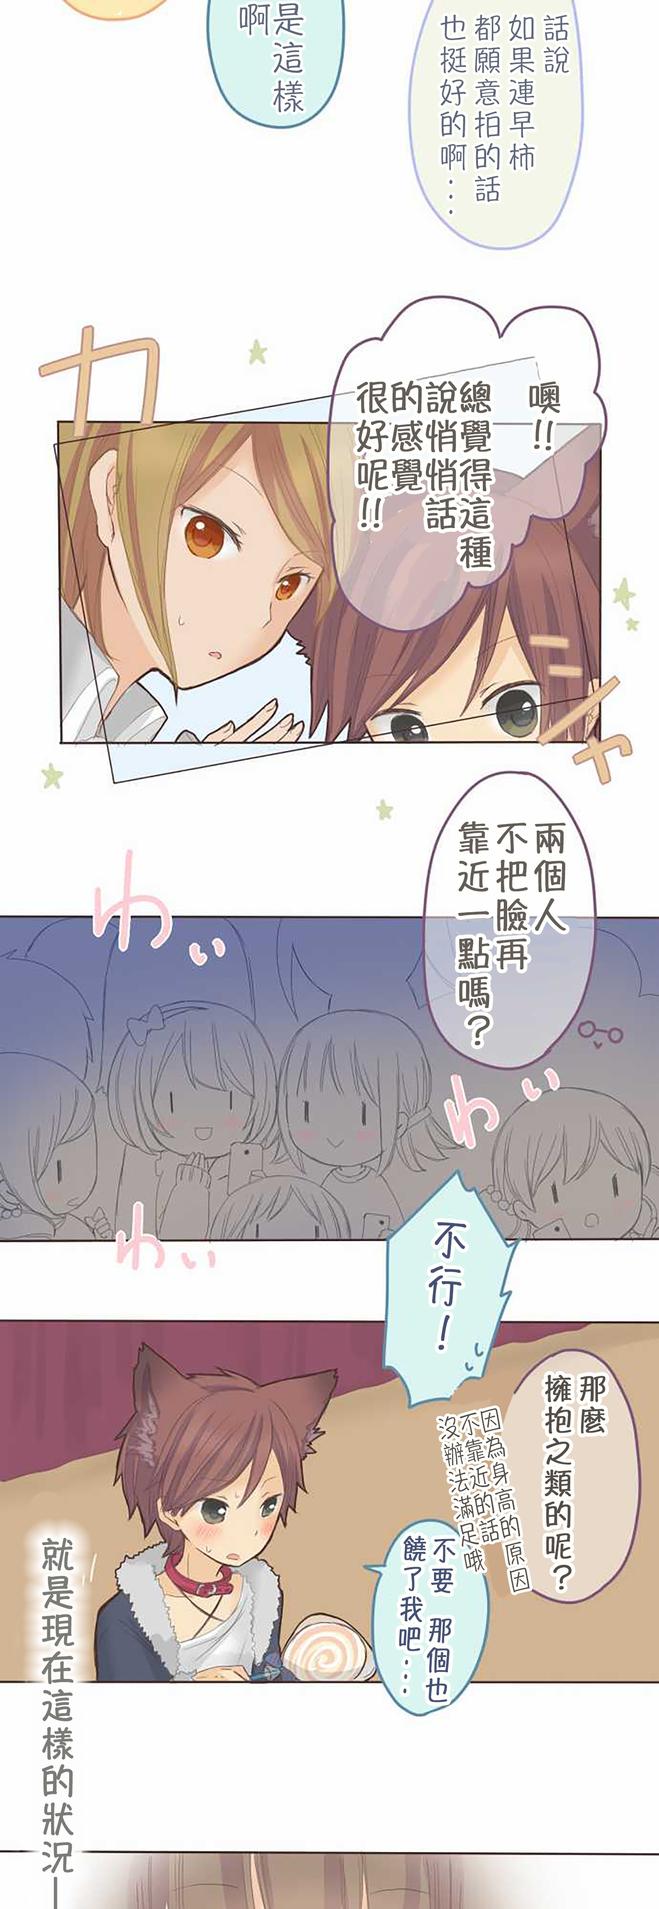 話說
如果連早柿
都願意拍的話
也挺好的啊...
是這樣
啊
カ
噢!!
總覺得這種
說悄悄話
的感覺
很好呢!!
シャ
兩個人
不把臉再
靠近一點嗎?
わい
わい
わい
不行!
那麼
擁抱之類的呢?
因為身高的原因
不靠近的話
沒辦法滿足哦
不要 那個也
饒了我吧...
就是現在這樣的狀況—